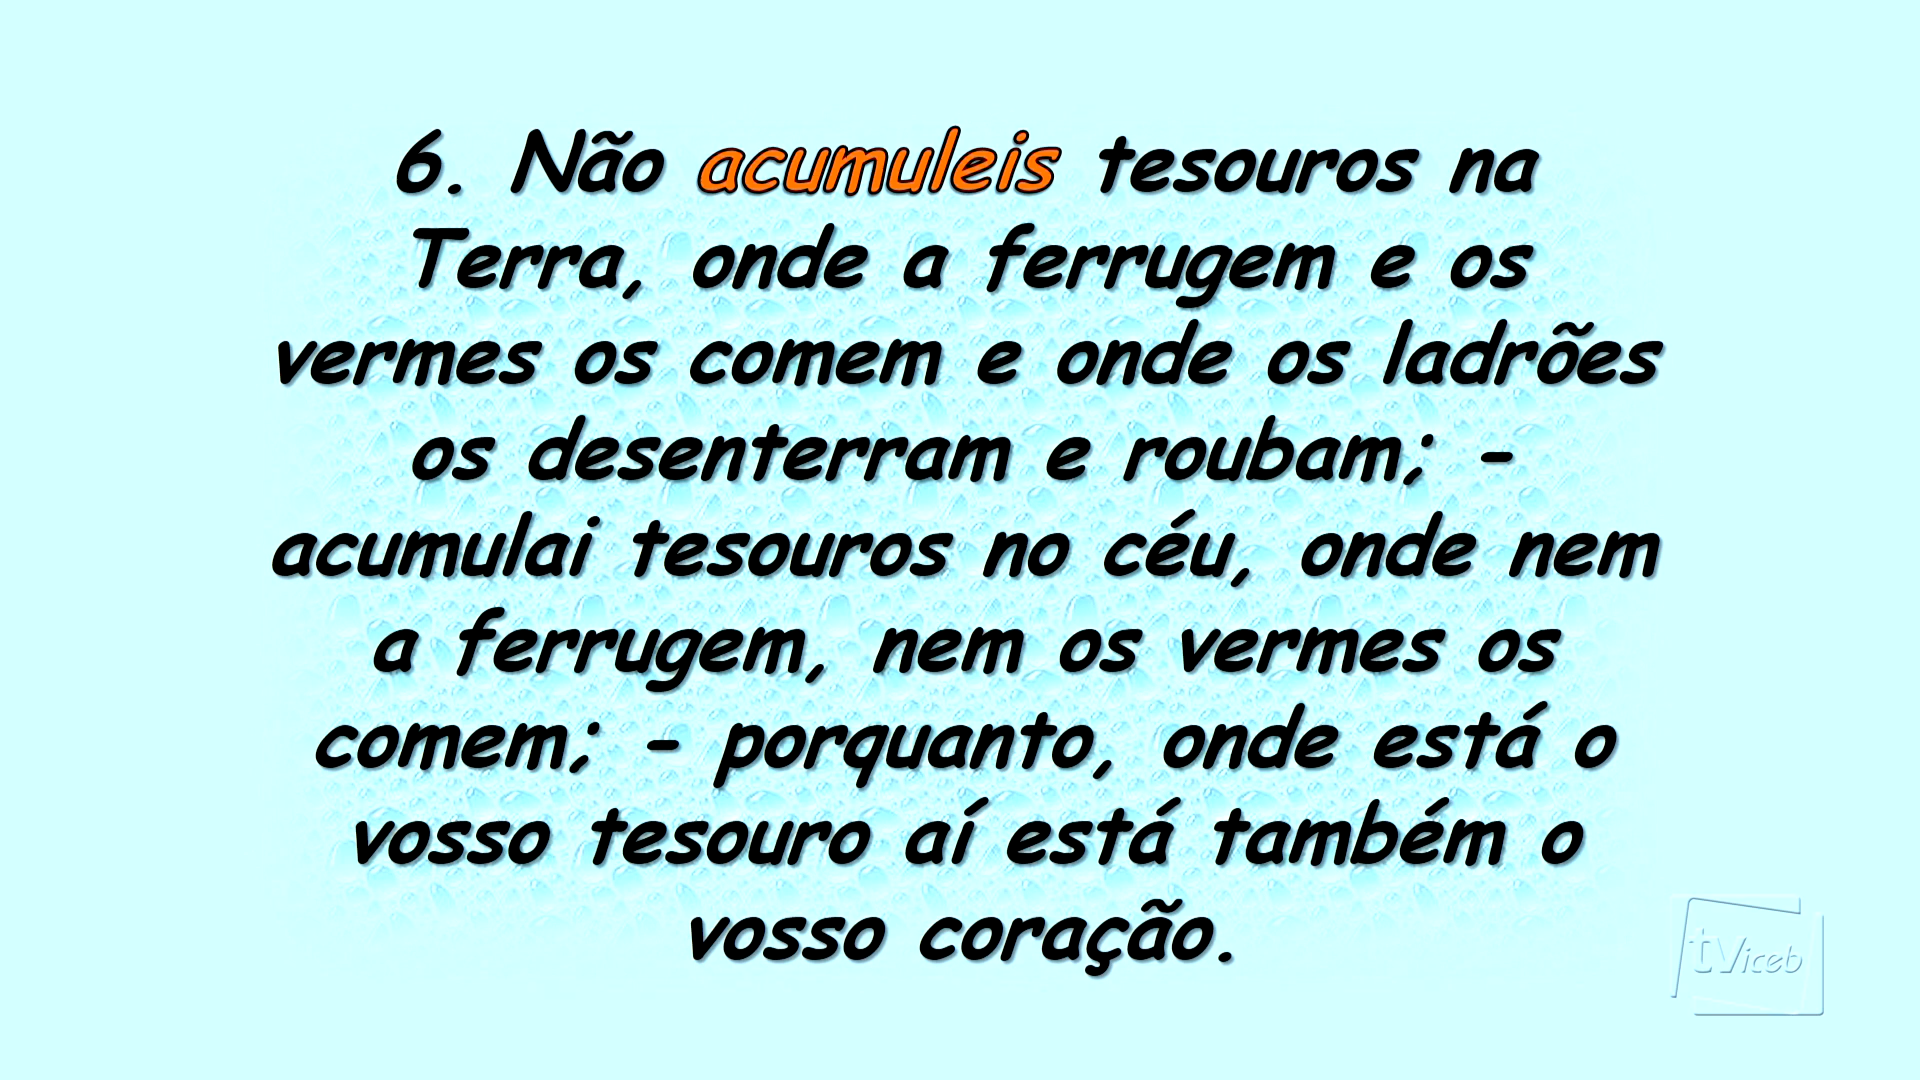 6. Não acumuleis tesouros na
Terra, onde a ferrugem e os
vermes os comem e onde os ladrões
os desenterram e roubam; -
acumulai tesouros no céu, onde nem
a ferrugem, nem os vermes os
comem; - porquanto, onde está o
vosso tesouro aí está também o
vosso coração.
tViceb